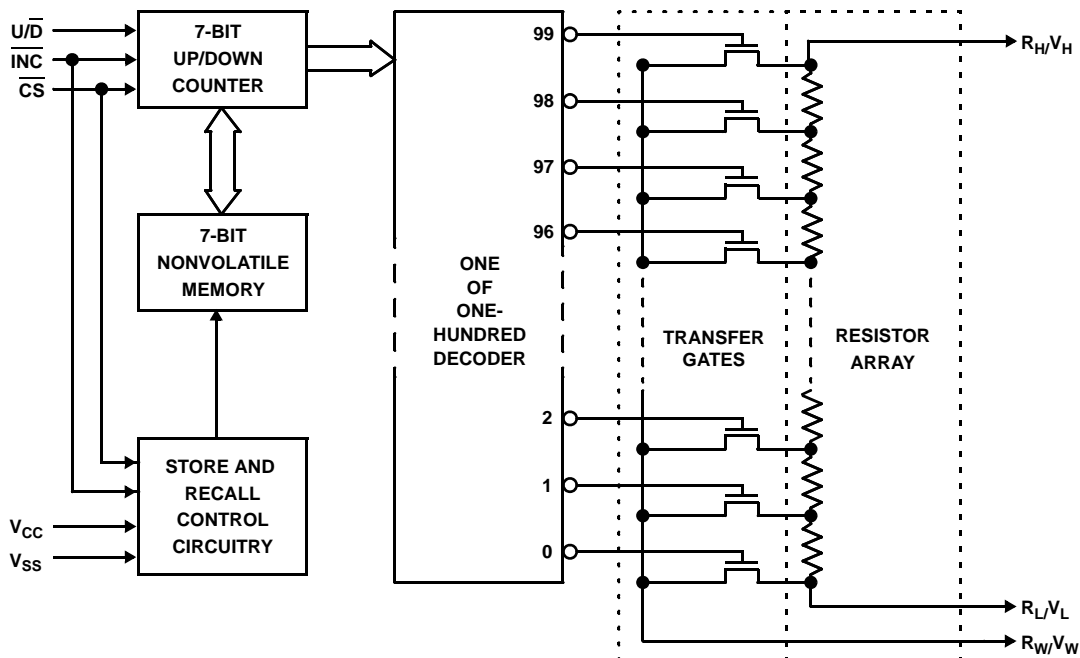 U/D̅
I̅N̅C̅
C̅S̅
7-BIT
UP/DOWN
COUNTER
7-BIT
NONVOLATILE
MEMORY
STORE AND
RECALL
CONTROL
CIRCUITRY
VCC
VSS
ONE
OF
ONE-
HUNDRED
DECODER
99
98
97
96
2
1
0
TRANSFER
GATES
RESISTOR
ARRAY
RH/VH
RL/VL
RW/VW